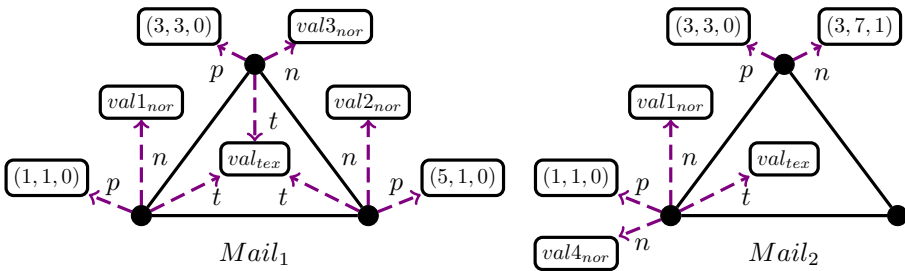 (3, 3, 0) val3nor (3, 3, 0) (3, 7, 1)
p n p n
val1nor t val2nor val1nor
n valtex n n valtex
(1, 1, 0) p t t p (5, 1, 0) (1, 1, 0) p t
val4nor n
Mail1 Mail2